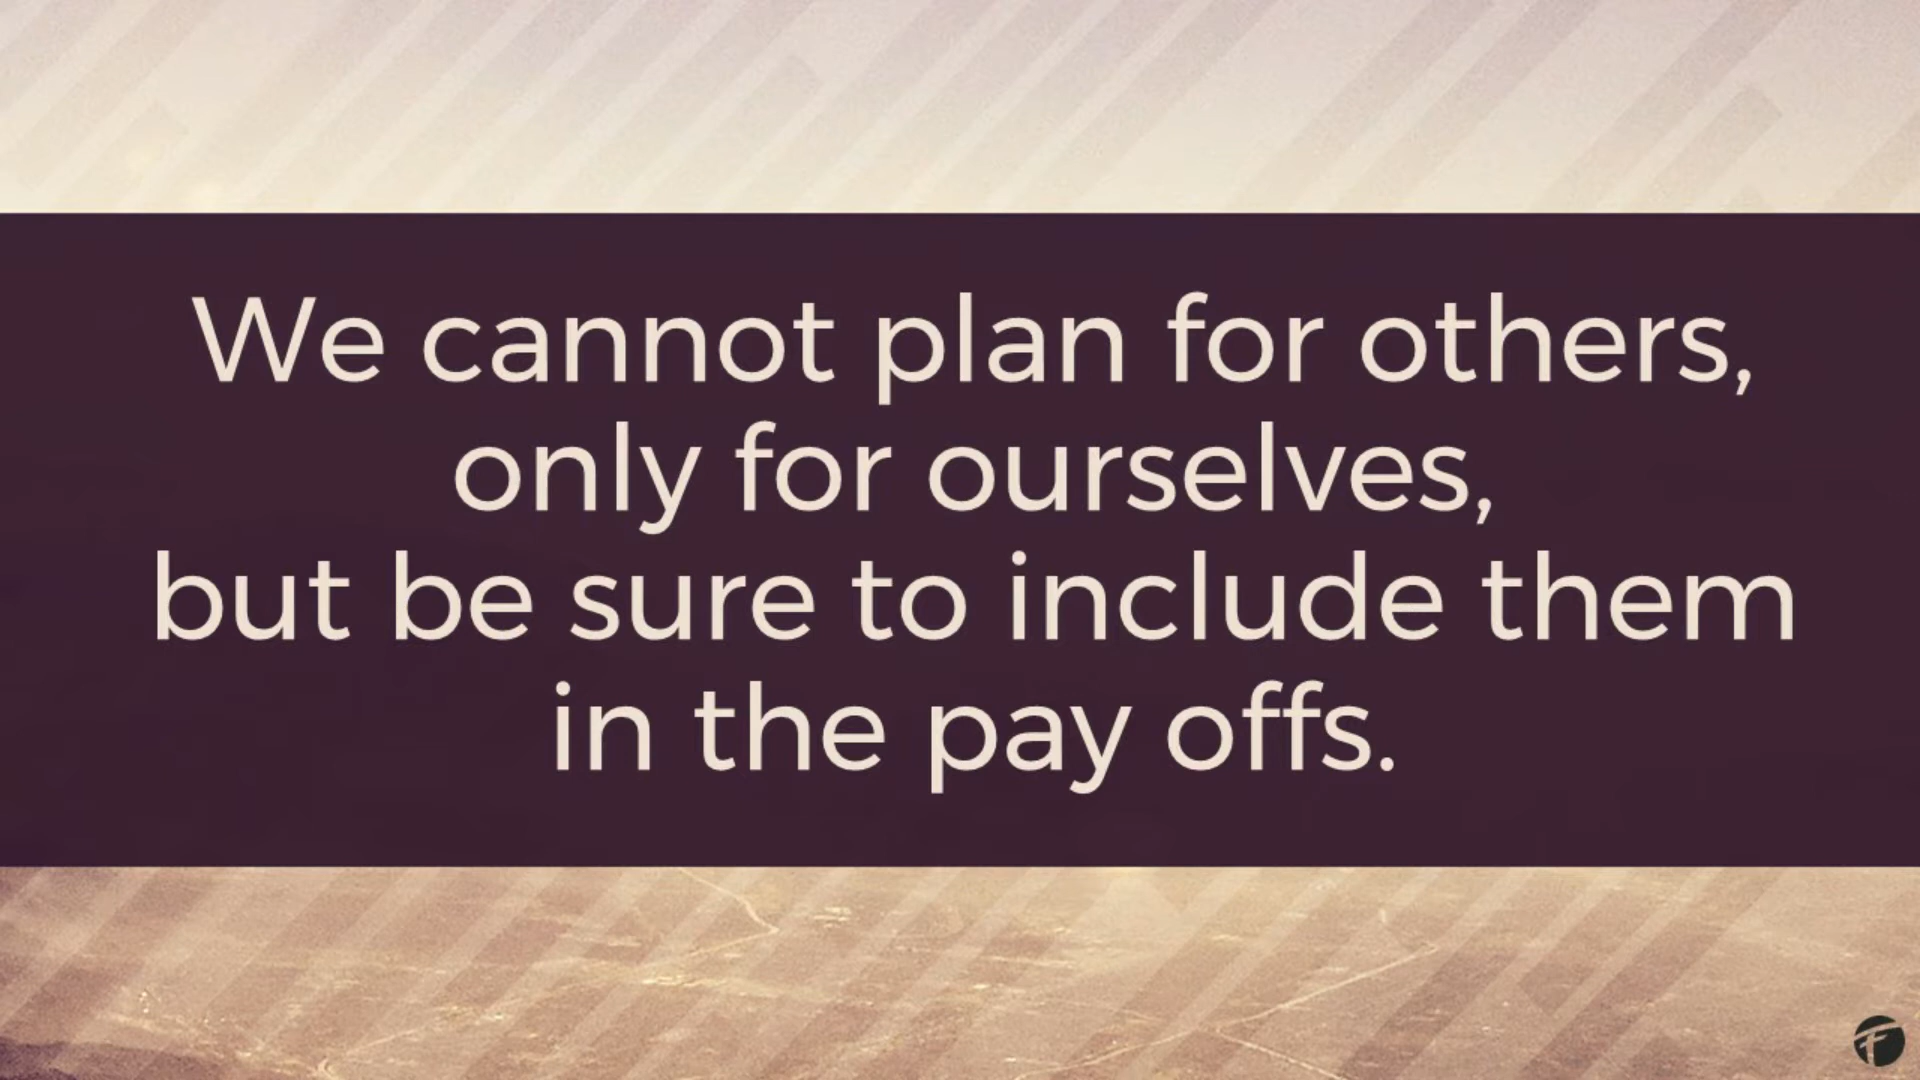 We cannot plan for others,
only for ourselves,
but be sure to include them
in the pay offs.